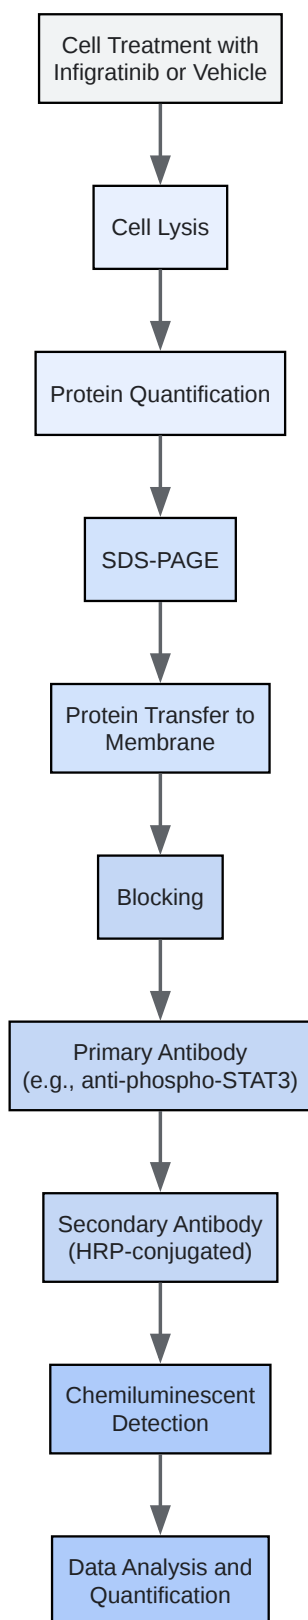 Cell Treatment with
Infigratinib or Vehicle
Cell Lysis
Protein Quantification
SDS-PAGE
Protein Transfer to
Membrane
Blocking
Primary Antibody
(e.g., anti-phospho-STAT3)
Secondary Antibody
(HRP-conjugated)
Chemiluminescent
Detection
Data Analysis and
Quantification